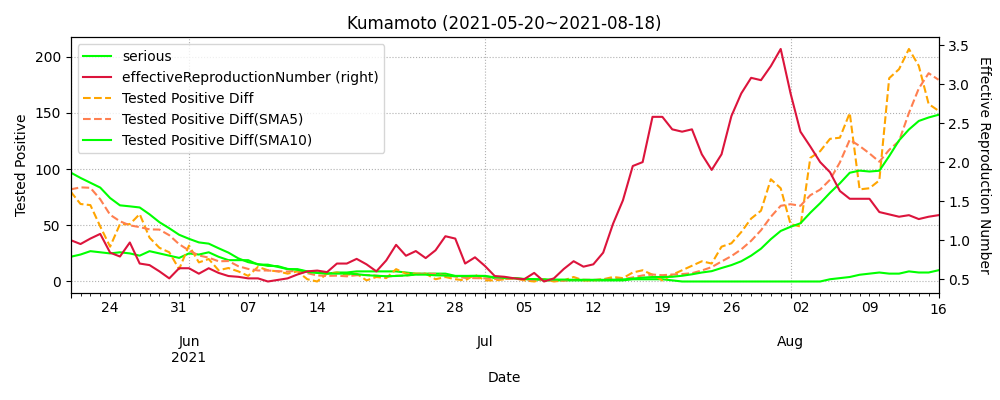 Kumamoto (2021-05-20~2021-08-18)
serious
effectiveReproductionNumber (right)
Tested Positive Diff
Tested Positive Diff(SMA5)
Tested Positive Diff(SMA10)
Tested Positive
200
150
100
50
0
3.5
3.0
2.5
2.0
1.5
1.0
0.5
Effective Reproduction Number
24 31 07 14 21 28 05 12 19 26 02 09 16
Jun Jul Aug
2021
Date